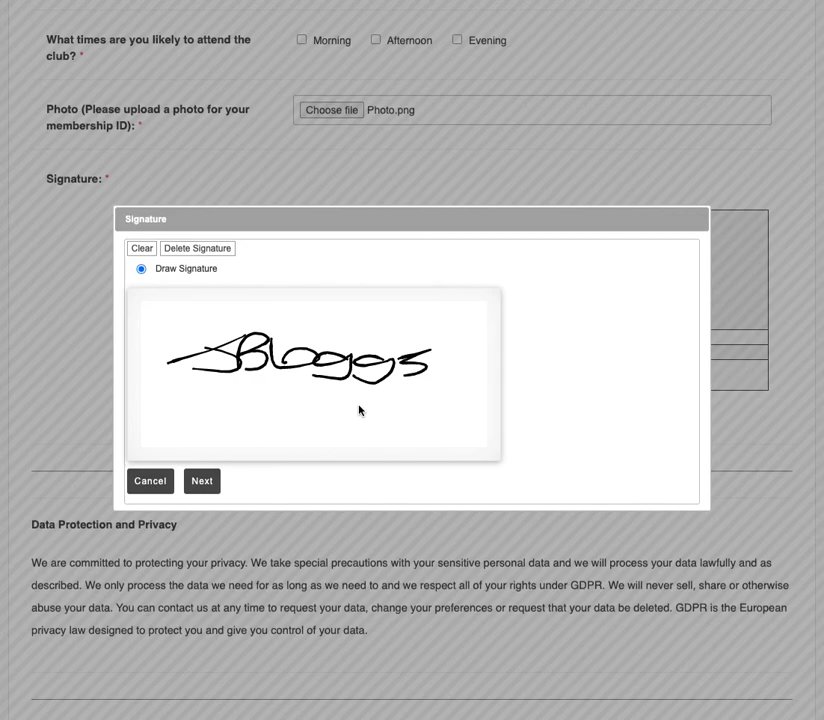 What times are you likely to attend the
club? *
Morning
Afternoon
Evening
Photo (Please upload a photo for your
membership ID): *
Choose file Photo.png
Signature: *
Signature
Clear
Delete Signature
Draw Signature
JBloggs
Cancel
Next
Data Protection and Privacy
We are committed to protecting your privacy. We take special precautions with your sensitive personal data and we will process your data lawfully and as
described. We only process the data we need for as long as we need to and we respect all of your rights under GDPR. We will never sell, share or otherwise
abuse your data. You can contact us at any time to request your data, change your preferences or request that your data be deleted. GDPR is the European
privacy law designed to protect you and give you control of your data.